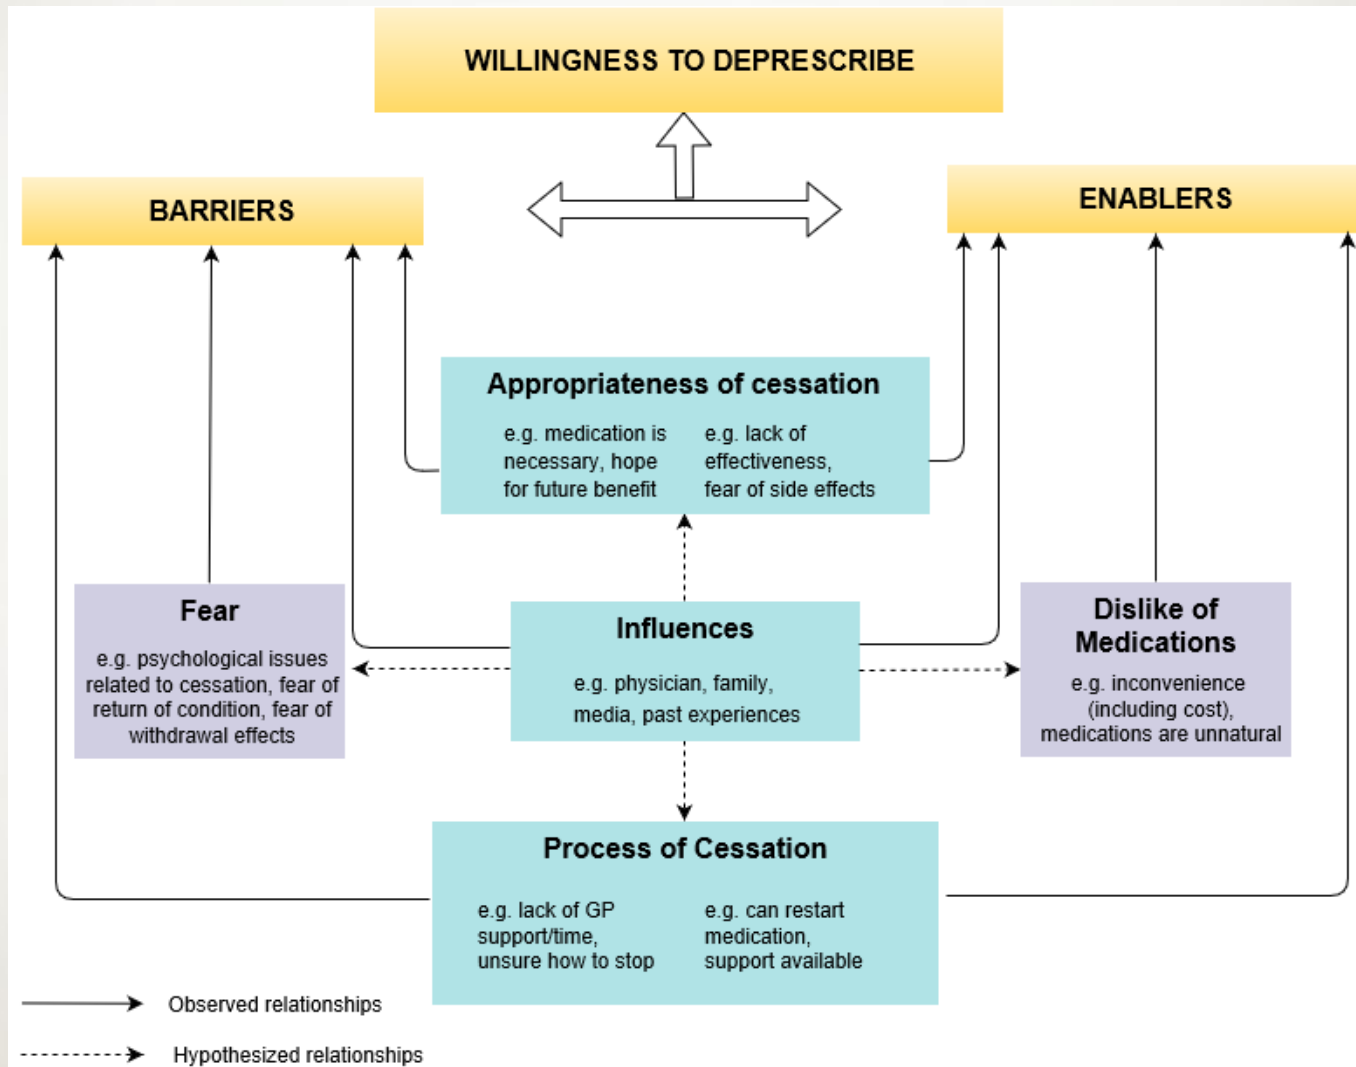 WILLINGNESS TO DEPRESCRIBE
BARRIERS
ENABLERS
Appropriateness of cessation
e.g. medication is
necessary, hope
for future benefit
e.g. lack of
effectiveness,
fear of side effects
Fear
e.g. psychological issues
related to cessation, fear of
return of condition, fear of
withdrawal effects
Influences
e.g. physician, family,
media, past experiences
Dislike of
Medications
e.g. inconvenience
(including cost),
medications are unnatural
Process of Cessation
e.g. lack of GP
support/time,
unsure how to stop
e.g. can restart
medication,
support available
Observed relationships
Hypothesized relationships